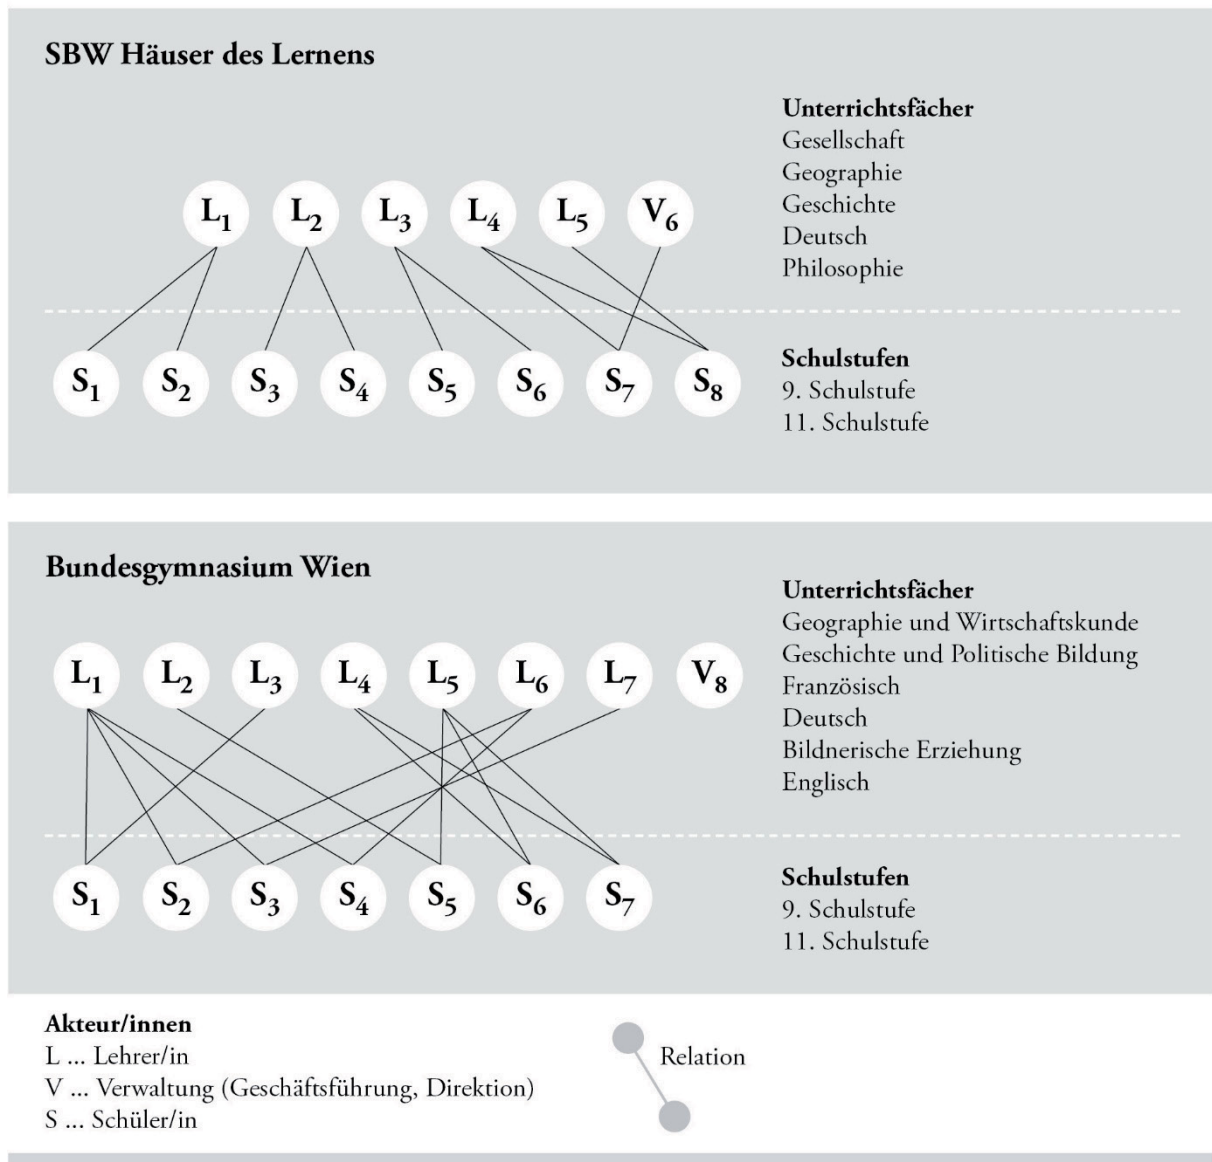 SBW Häuser des Lernens
Unterrichtsfächer
Gesellschaft
Geographie
Geschichte
Deutsch
Philosophie
L1 L2 L3 L4 L5 V6
S1 S2 S3 S4 S5 S6 S7 S8
Schulstufen
9. Schulstufe
11. Schulstufe
Bundesgymnasium Wien
Unterrichtsfächer
Geographie und Wirtschaftskunde
Geschichte und Politische Bildung
Französisch
Deutsch
Bildnerische Erziehung
Englisch
L1 L2 L3 L4 L5 L6 L7 V8
S1 S2 S3 S4 S5 S6 S7
Schulstufen
9. Schulstufe
11. Schulstufe
Akteur/innen
L ... Lehrer/in
V ... Verwaltung (Geschäftsführung, Direktion)
S ... Schüler/in
Relation